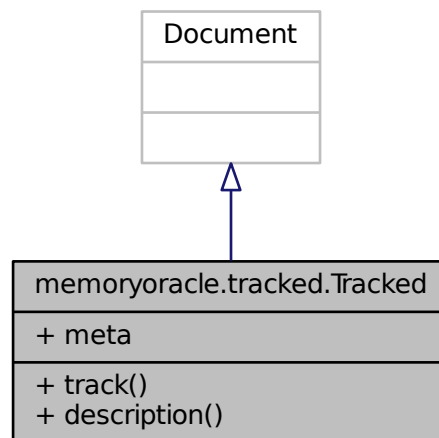 Document
memoryoracle.tracked.Tracked
+ meta
+ track()
+ description()